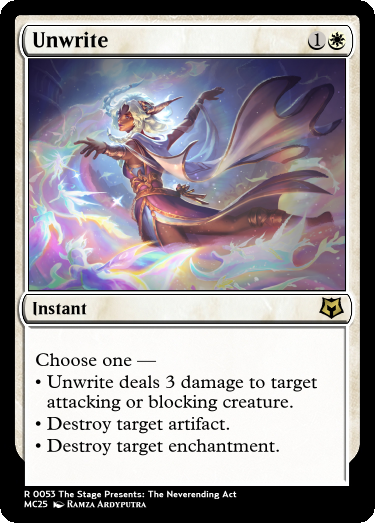 Unwrite 1
Instant
Choose one —
• Unwrite deals 3 damage to target
attacking or blocking creature.
• Destroy target artifact.
• Destroy target enchantment.
R 0053 The Stage Presents: The Neverending Act
MC25 Ramza Ardyputra